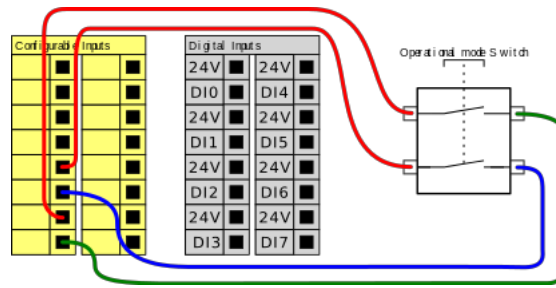 Configurable Inputs
Digital Inputs
Operational mode Switch
24V 24V
DI0 DI4
24V 24V
DI1 DI5
24V 24V
DI2 DI6
24V 24V
DI3 DI7